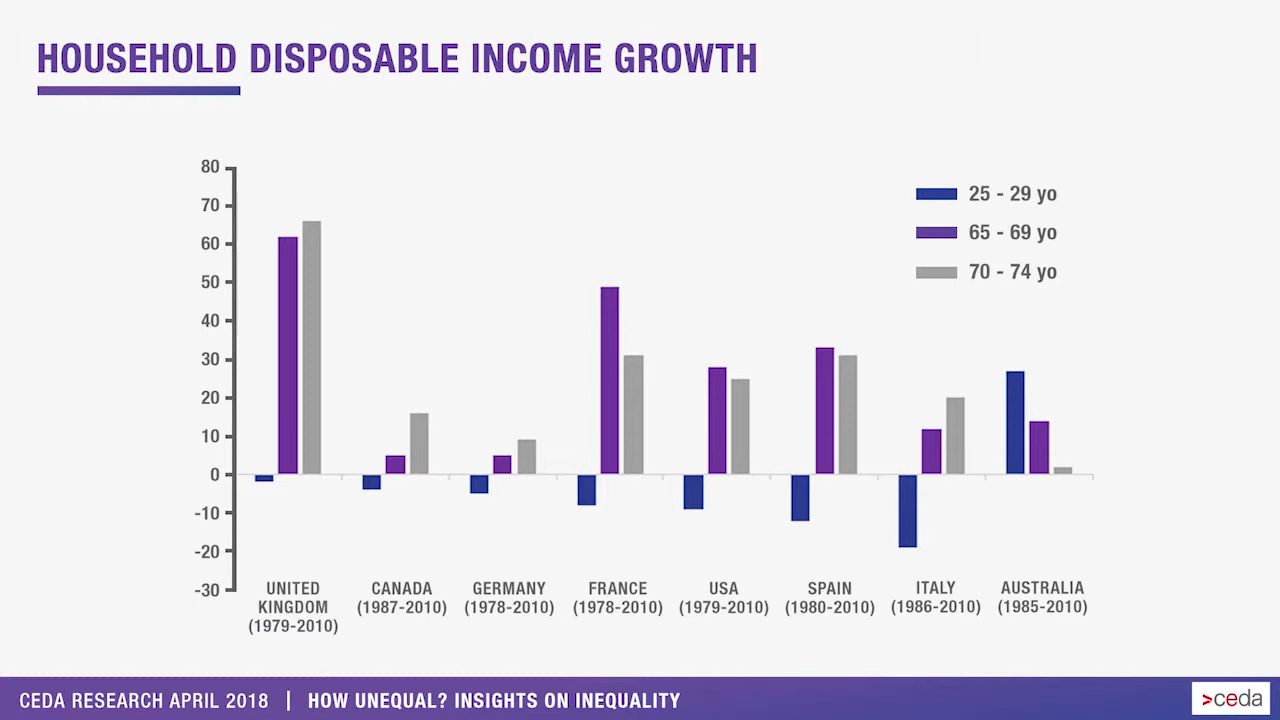 HOUSEHOLD DISPOSABLE INCOME GROWTH
80
70
60
50
40
30
20
10
0
-10
-20
-30
25 - 29 yo
65 - 69 yo
70 - 74 yo
UNITED
KINGDOM
(1979-2010)
CANADA
(1987-2010)
GERMANY
(1978-2010)
FRANCE
(1978-2010)
USA
(1979-2010)
SPAIN
(1980-2010)
ITALY
(1986-2010)
AUSTRALIA
(1985-2010)
CEDA RESEARCH APRIL 2018 | HOW UNEQUAL? INSIGHTS ON INEQUALITY
>ceda